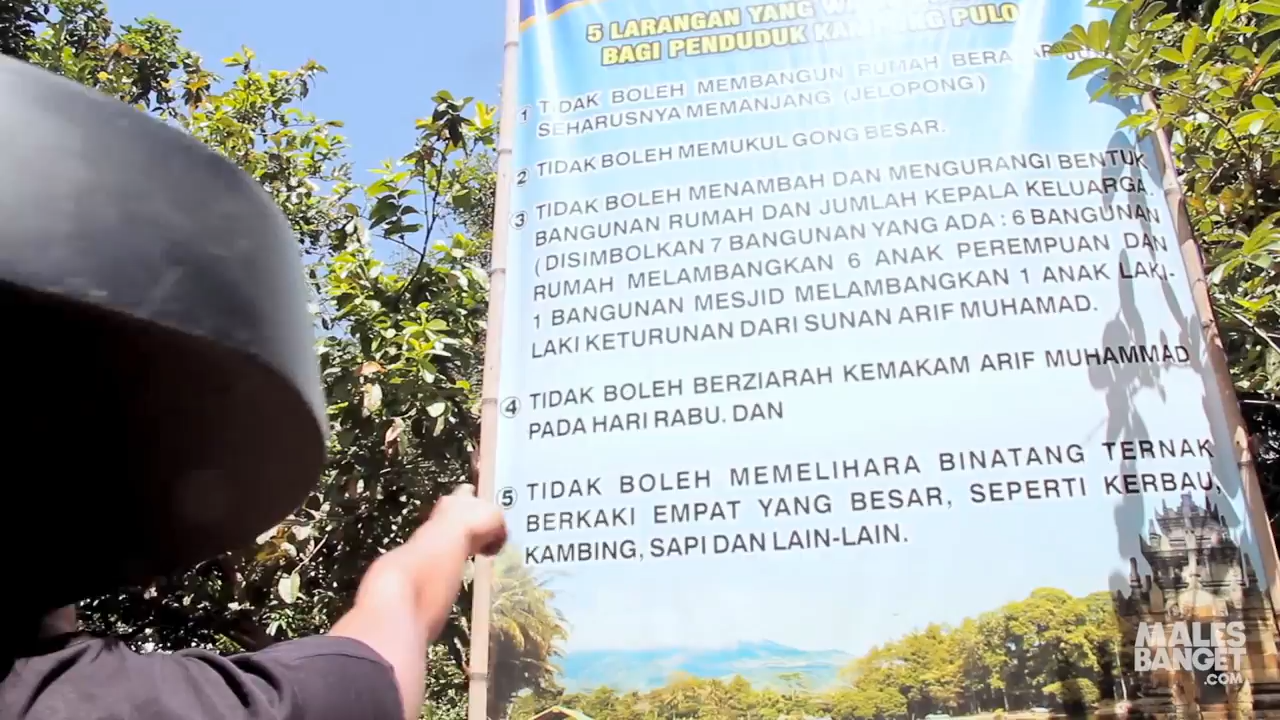 5 LARANGAN YANG
BAGI PENDUDUK KAMPUNG PULO
1 TIDAK BOLEH MEMBANGUN RUMAH
SEHARUSNYA MEMANJANG (JELOPONG)
2 TIDAK BOLEH MEMUKUL GONG BESAR.
3 TIDAK BOLEH MENAMBAH DAN MENGURANGI BENTUK
BANGUNAN RUMAH DAN JUMLAH KEPALA KELUARGA.
(DISIMBOLKAN 7 BANGUNAN YANG ADA : 6 BANGUNAN
RUMAH MELAMBANGKAN 6 ANAK PEREMPUAN DAN
1 BANGUNAN MESJID MELAMBANGKAN 1 ANAK LAKI-
LAKI KETURUNAN DARI SUNAN ARIF MUHAMAD.
4 TIDAK BOLEH BERZIARAH KEMAKAM ARIF MUHAMMAD
PADA HARI RABU. DAN
5 TIDAK BOLEH MEMELIHARA BINATANG TERNAK
BERKAKI EMPAT YANG BESAR, SEPERTI KERBAU,
KAMBING, SAPI DAN LAIN-LAIN.
MALES
BANGET
.COM